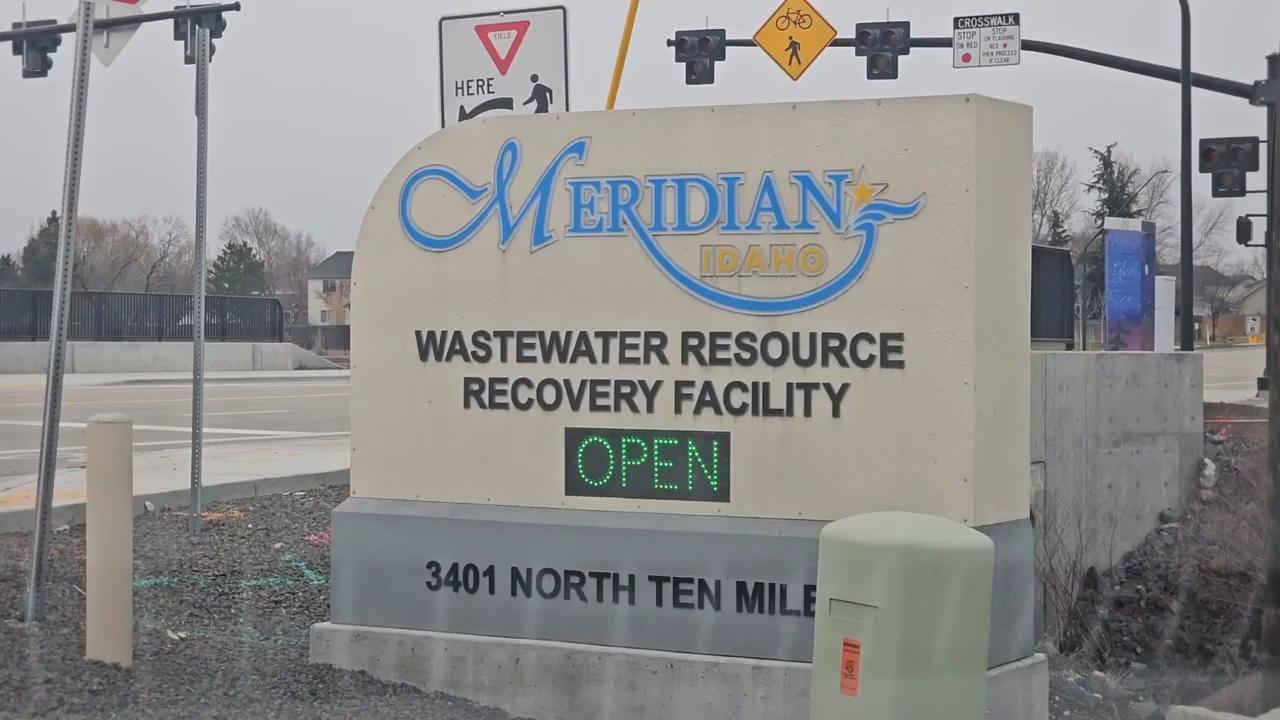 YIELD
HERE
CROSSWALK
STOP
ON RED
STOP
ON FLASHING
RED
THEN PROCEED
IF CLEAR
MERIDIAN
IDAHO
WASTEWATER RESOURCE
RECOVERY FACILITY
OPEN
3401 NORTH TEN MILE